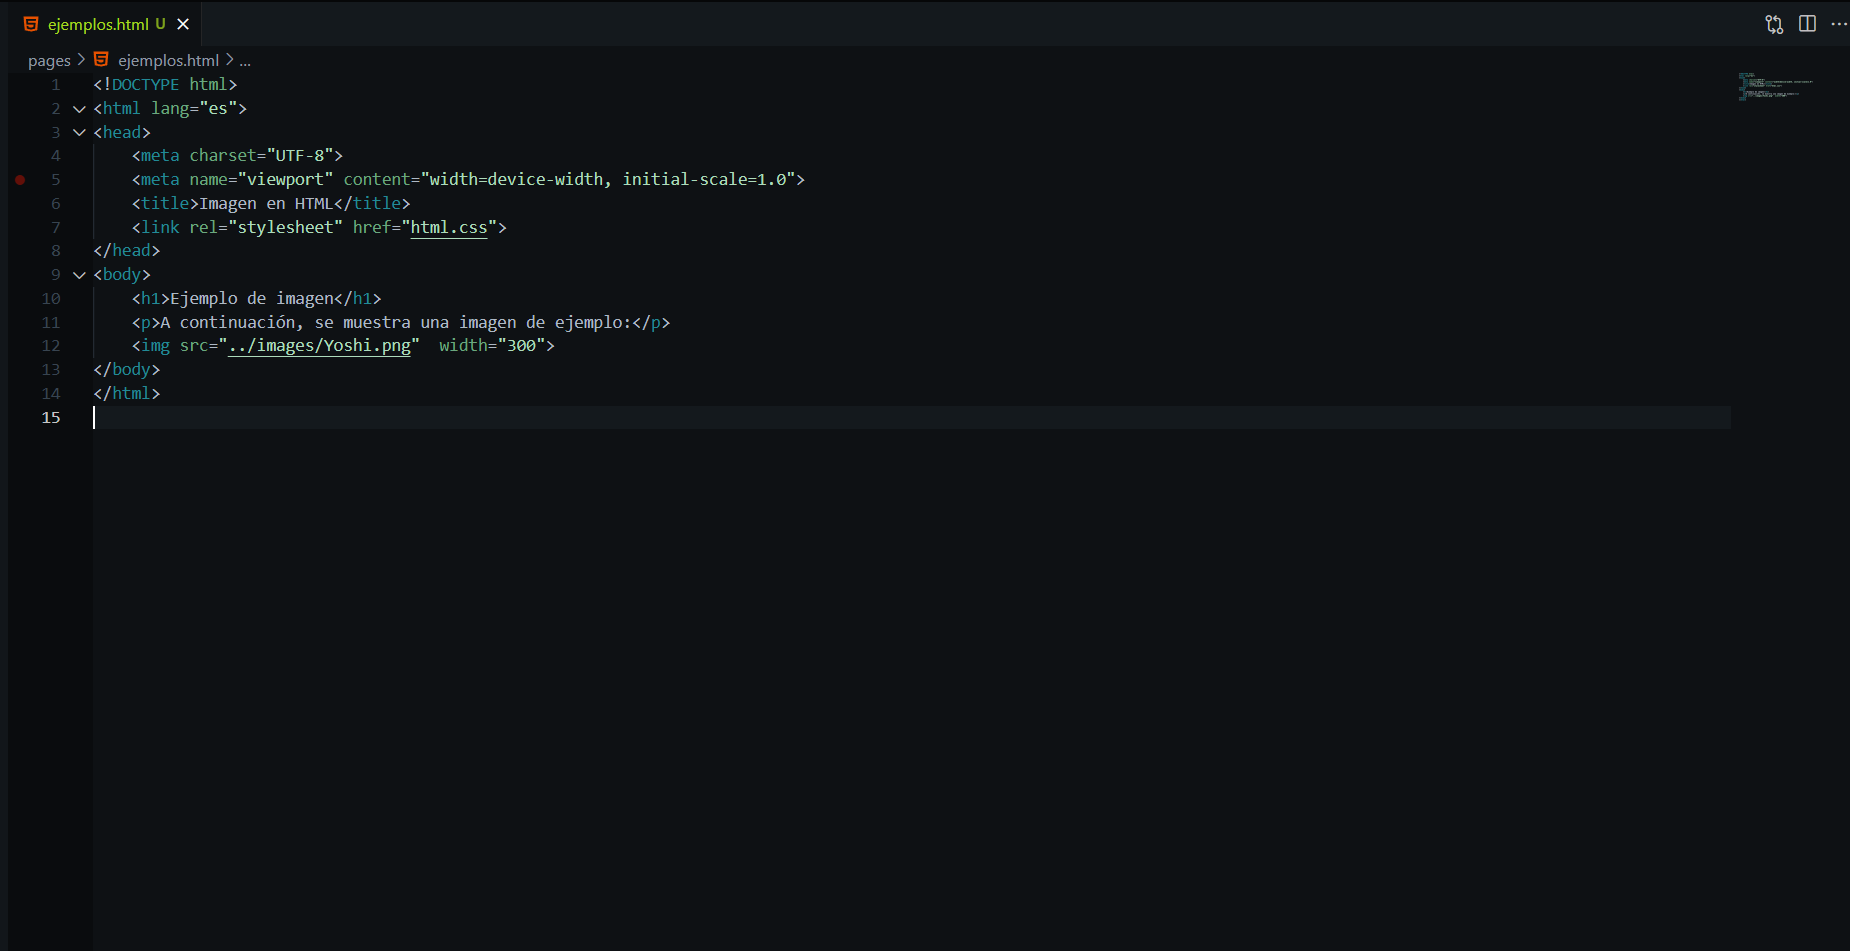 ejemplos.html U
pages > ejemplos.html > ...
1 <!DOCTYPE html>
2 <html lang="es">
3 <head>
4     <meta charset="UTF-8">
5     <meta name="viewport" content="width=device-width, initial-scale=1.0">
6     <title>Imagen en HTML</title>
7     <link rel="stylesheet" href="html.css">
8 </head>
9 <body>
10     <h1>Ejemplo de imagen</h1>
11     <p>A continuación, se muestra una imagen de ejemplo:</p>
12     <img src="../images/Yoshi.png"  width="300">
13 </body>
14 </html>
15